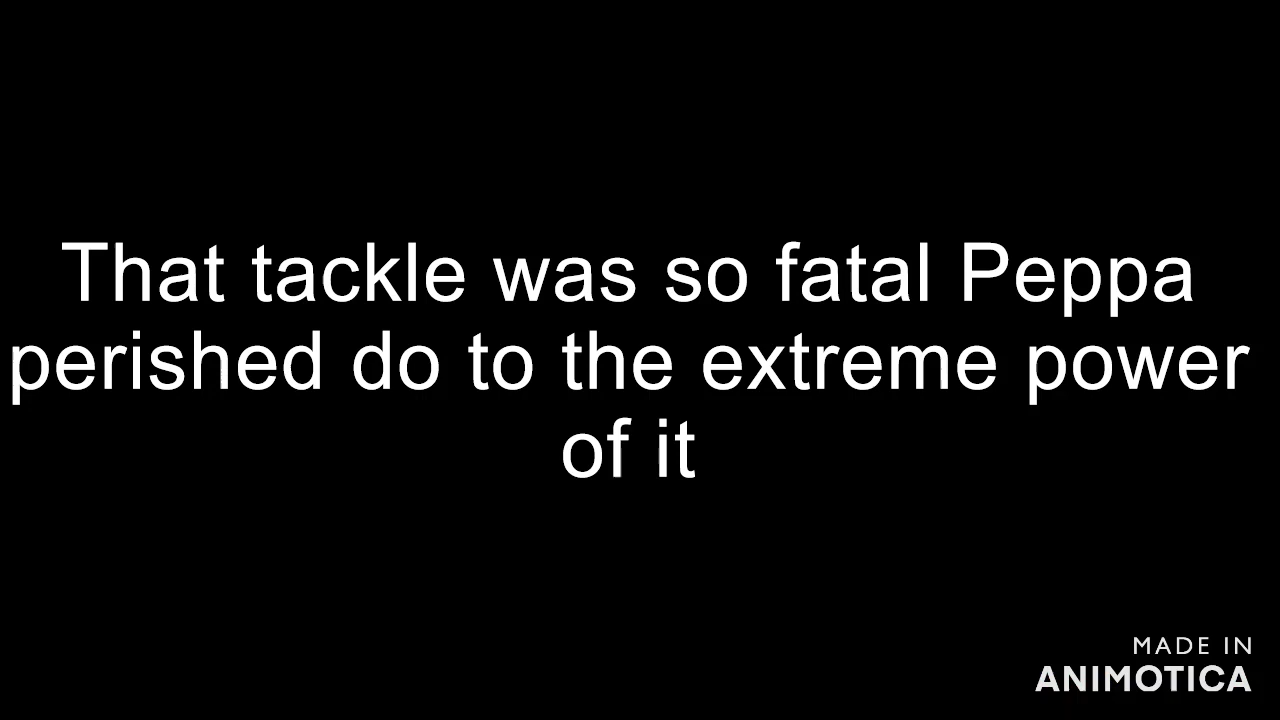 That tackle was so fatal Peppa
perished do to the extreme power
of it
MADE IN
ANIMOTICA